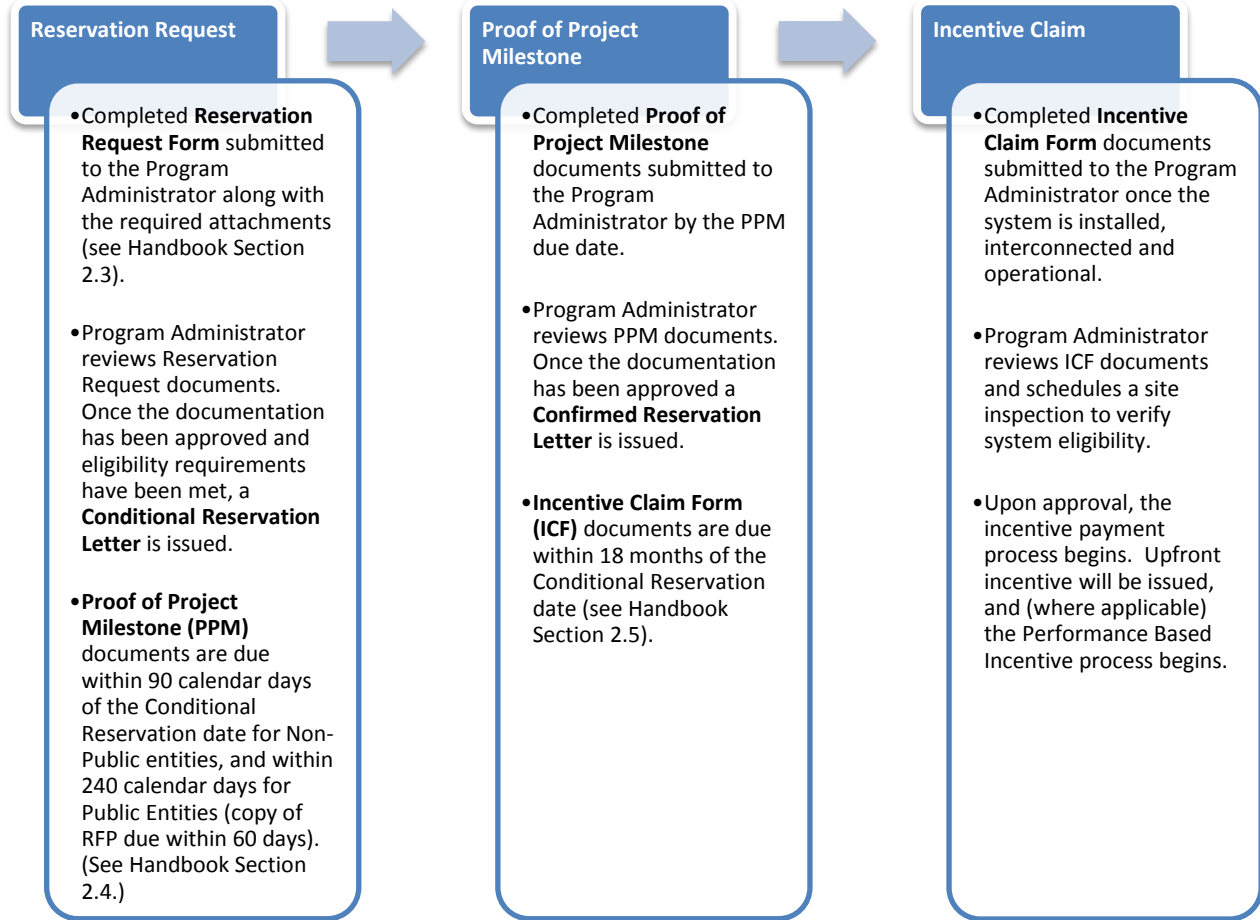 Reservation Request
•Completed Reservation
Request Form submitted
to the Program
Administrator along with
the required attachments
(see Handbook Section
2.3).
•Program Administrator
reviews Reservation
Request documents.
Once the documentation
has been approved and
eligibility requirements
have been met, a
Conditional Reservation
Letter is issued.
•Proof of Project
Milestone (PPM)
documents are due
within 90 calendar days
of the Conditional
Reservation date for Non-
Public entities, and within
240 calendar days for
Public Entities (copy of
RFP due within 60 days).
(See Handbook Section
2.4.)
Proof of Project
Milestone
•Completed Proof of
Project Milestone
documents submitted to
the Program
Administrator by the PPM
due date.
•Program Administrator
reviews PPM documents.
Once the documentation
has been approved a
Confirmed Reservation
Letter is issued.
•Incentive Claim Form
(ICF) documents are due
within 18 months of the
Conditional Reservation
date (see Handbook
Section 2.5).
Incentive Claim
•Completed Incentive
Claim Form documents
submitted to the Program
Administrator once the
system is installed,
interconnected and
operational.
•Program Administrator
reviews ICF documents
and schedules a site
inspection to verify
system eligibility.
•Upon approval, the
incentive payment
process begins.  Upfront
incentive will be issued,
and (where applicable)
the Performance Based
Incentive process begins.